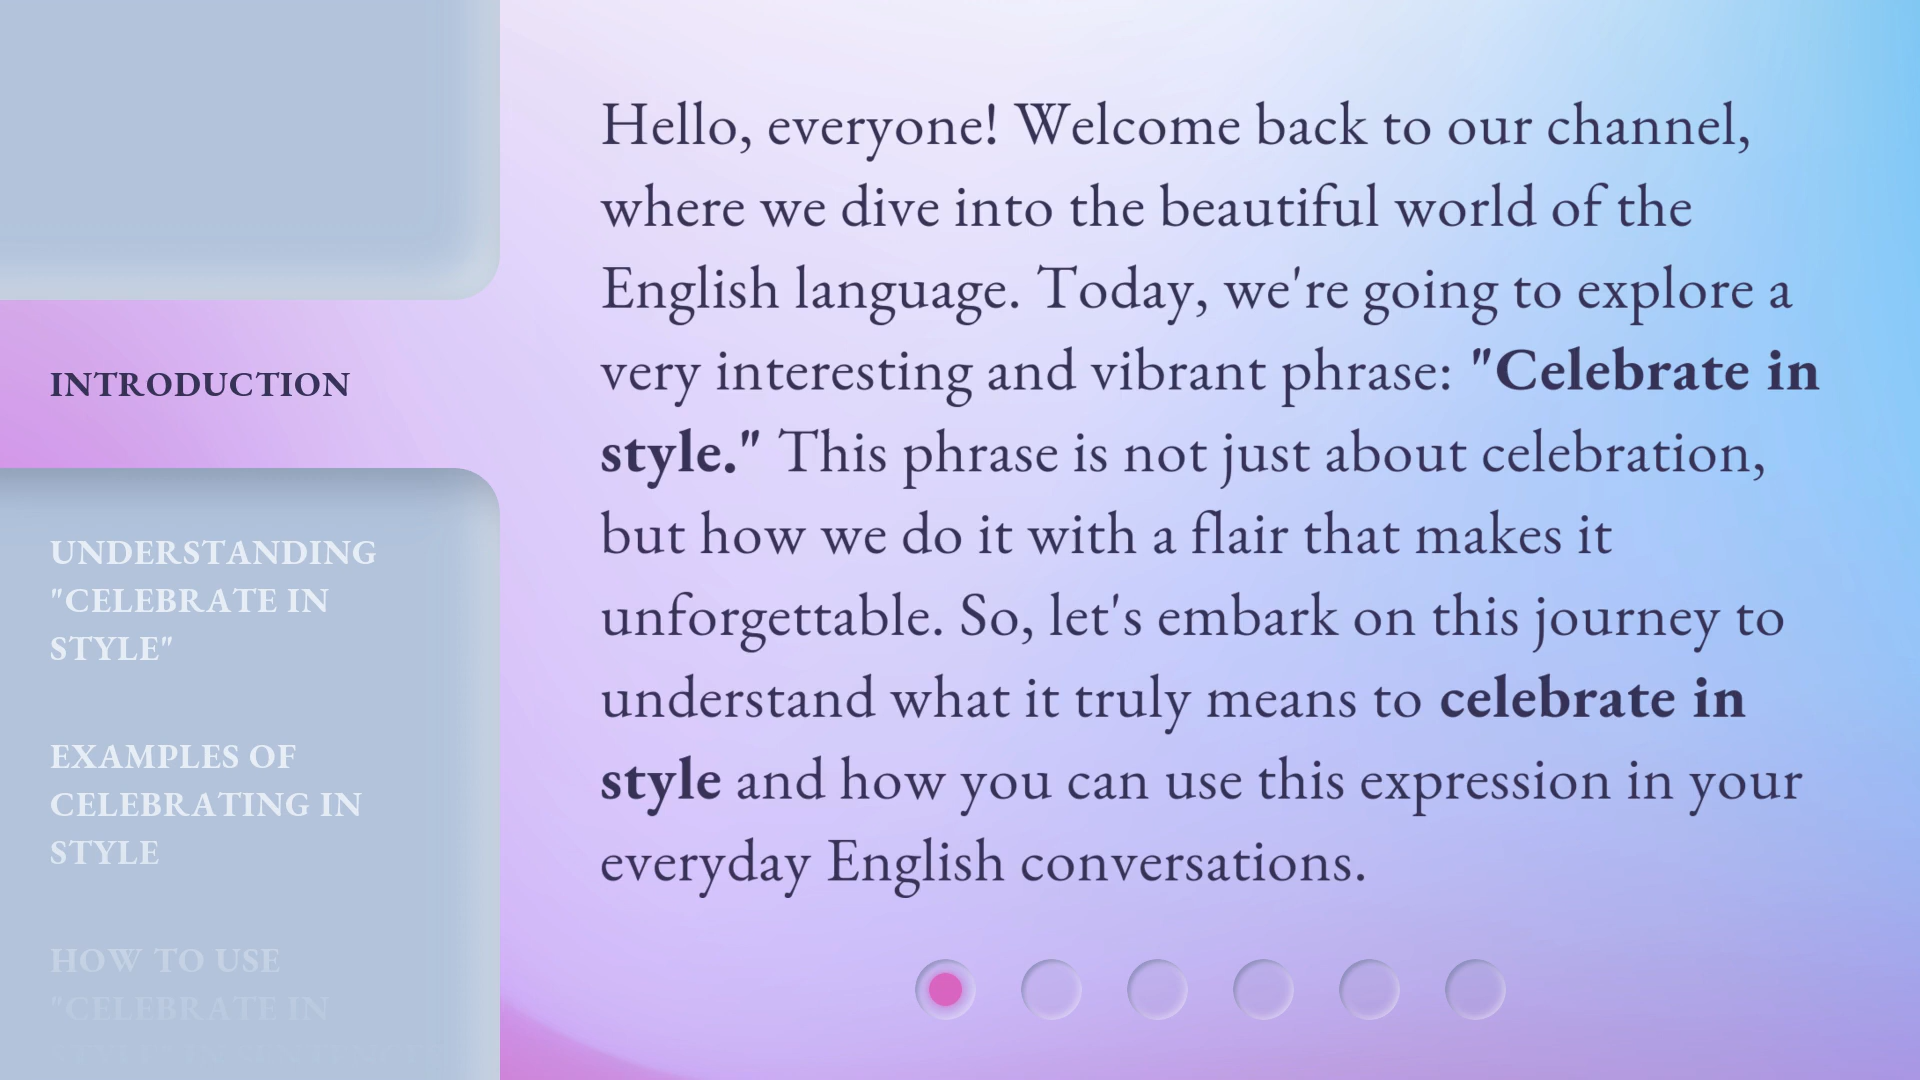 INTRODUCTION
UNDERSTANDING
"CELEBRATE IN
STYLE"
EXAMPLES OF
CELEBRATING IN
STYLE
HOW TO USE
"CELEBRATE IN
Hello, everyone! Welcome back to our channel,
where we dive into the beautiful world of the
English language. Today, we're going to explore a
very interesting and vibrant phrase: "Celebrate in
style." This phrase is not just about celebration,
but how we do it with a flair that makes it
unforgettable. So, let's embark on this journey to
understand what it truly means to celebrate in
style and how you can use this expression in your
everyday English conversations.